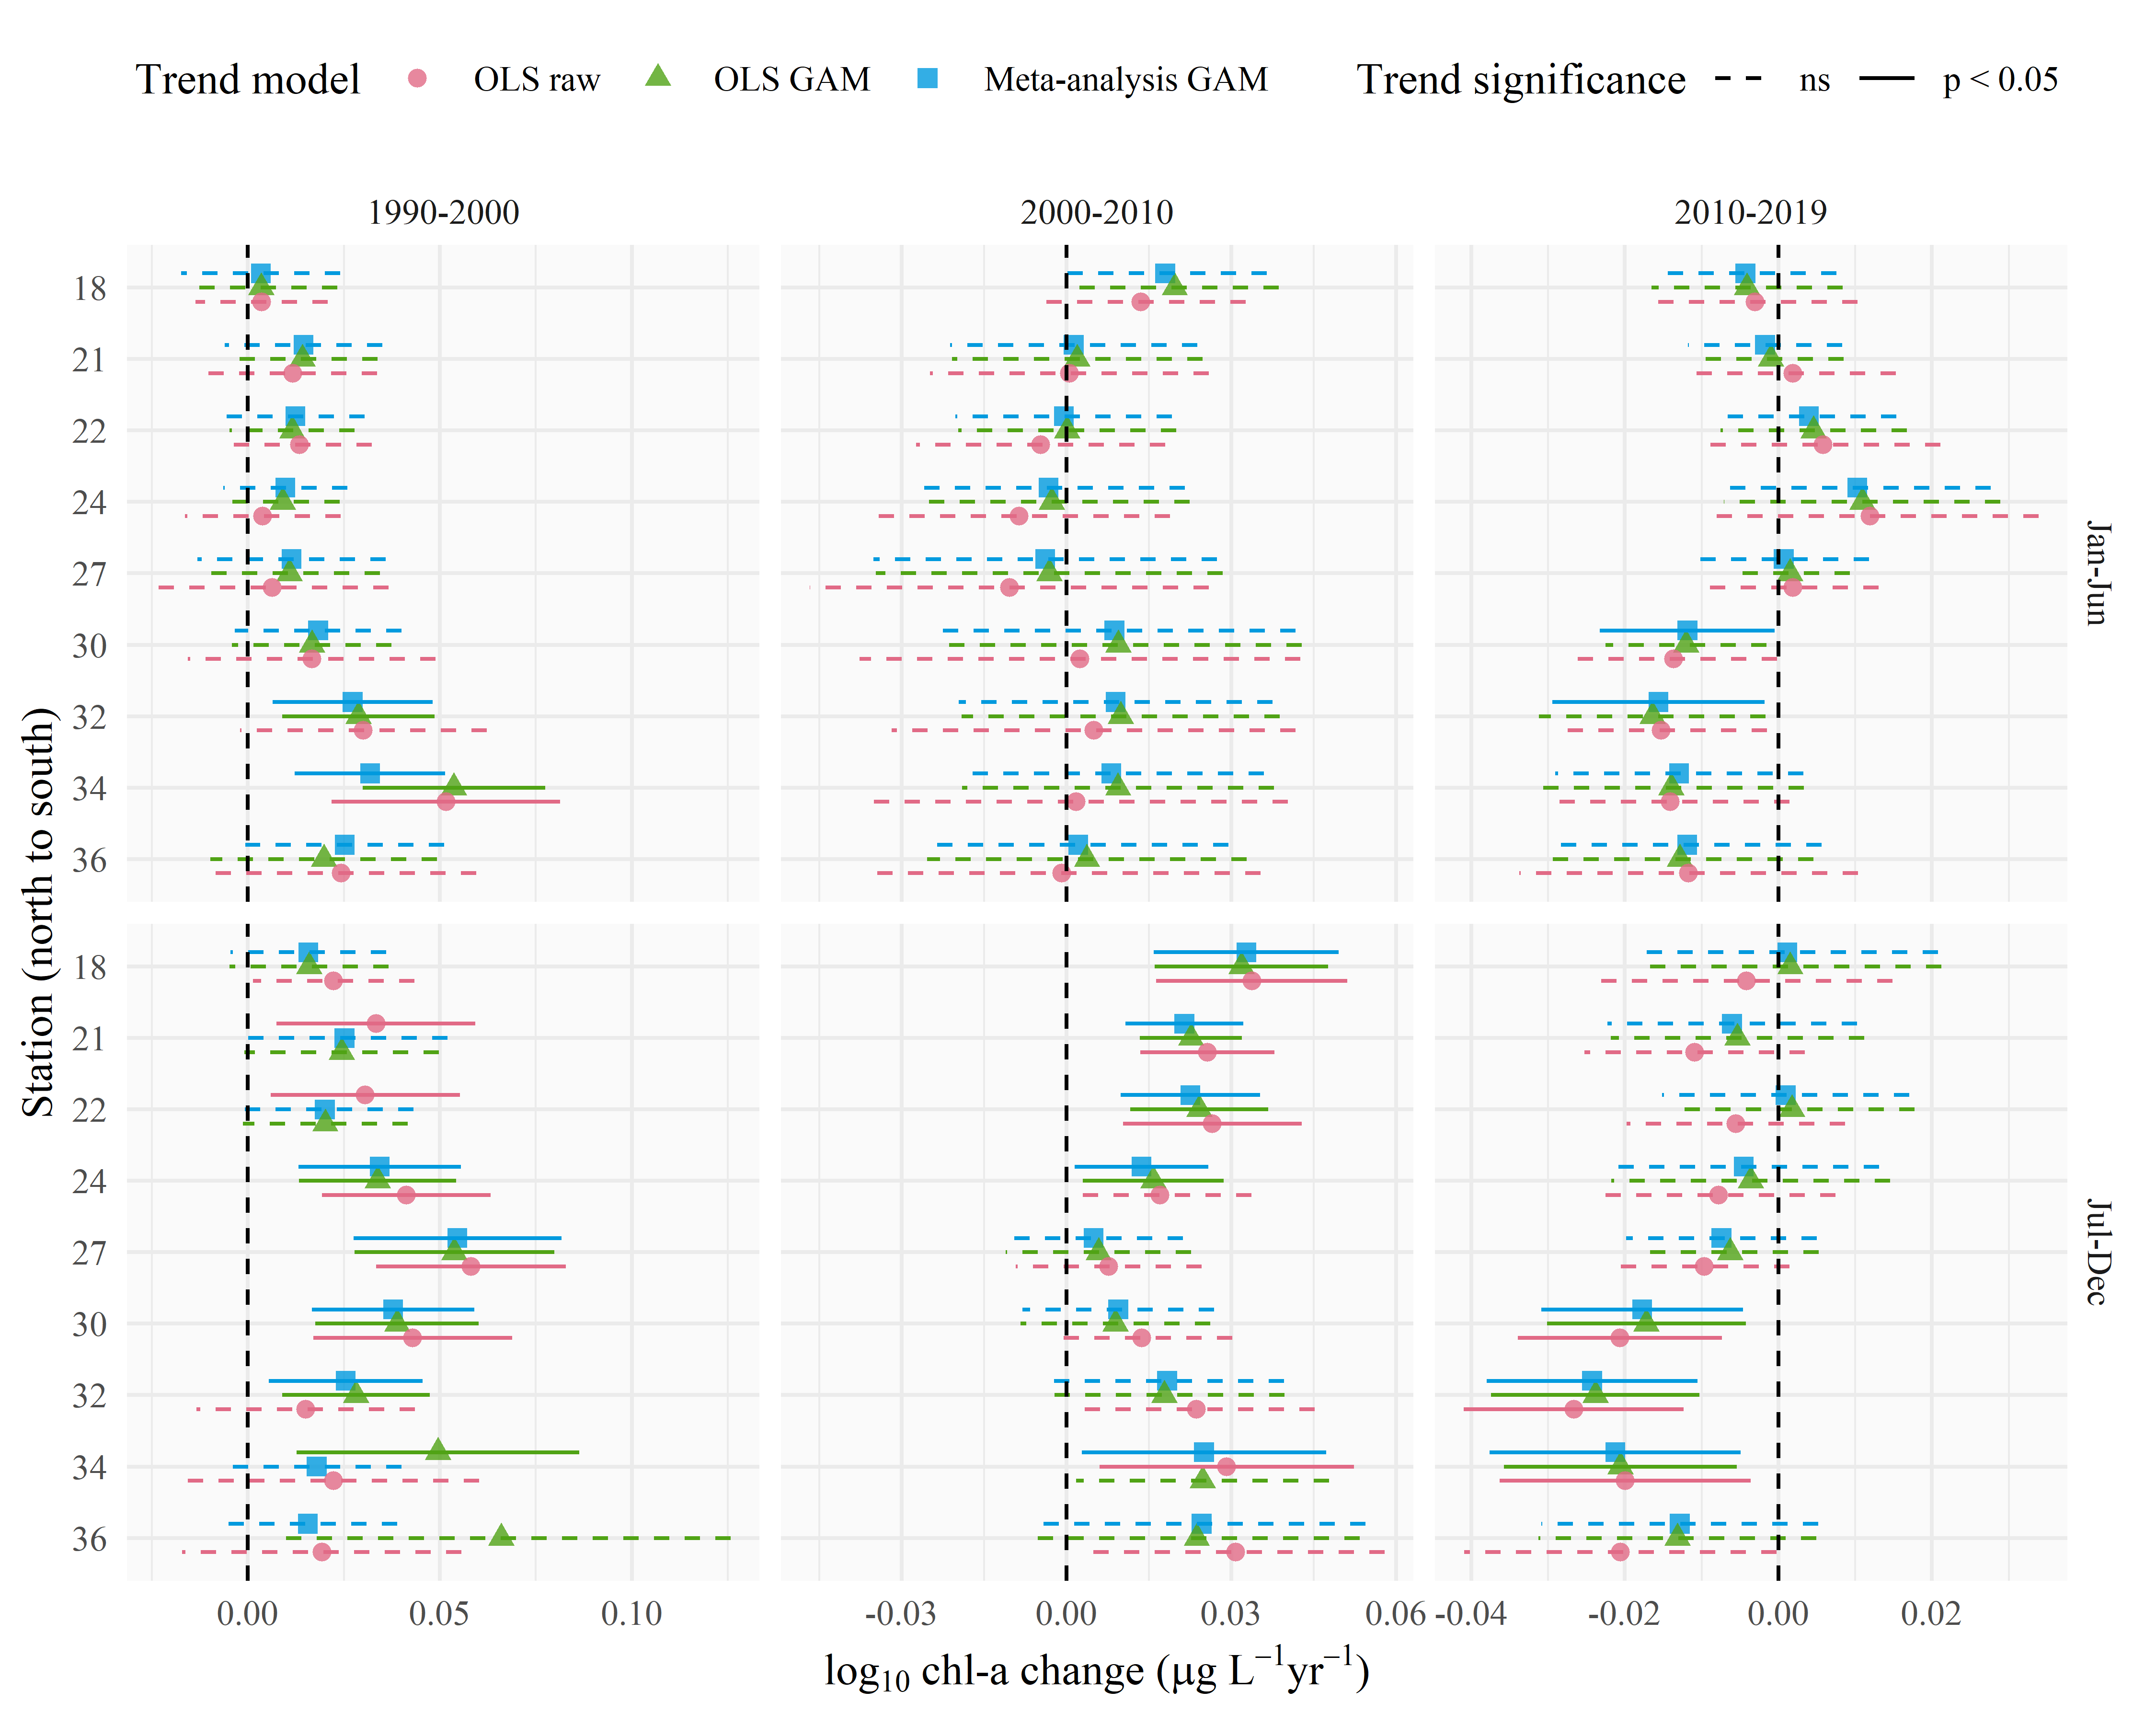 Trend model OLS raw OLS GAM Meta-analysis GAM Trend significance ns p < 0.05
1990-2000 2000-2010 2010-2019
18
21
22
24
27
30
32
34
36
Jan-Jun
18
21
22
24
27
30
32
34
36
Jul-Dec
Station (north to south)
0.00 0.05 0.10 -0.03 0.00 0.03 0.06 -0.04 -0.02 0.00 0.02
log₁₀ chl-a change (μg L⁻¹yr⁻¹)